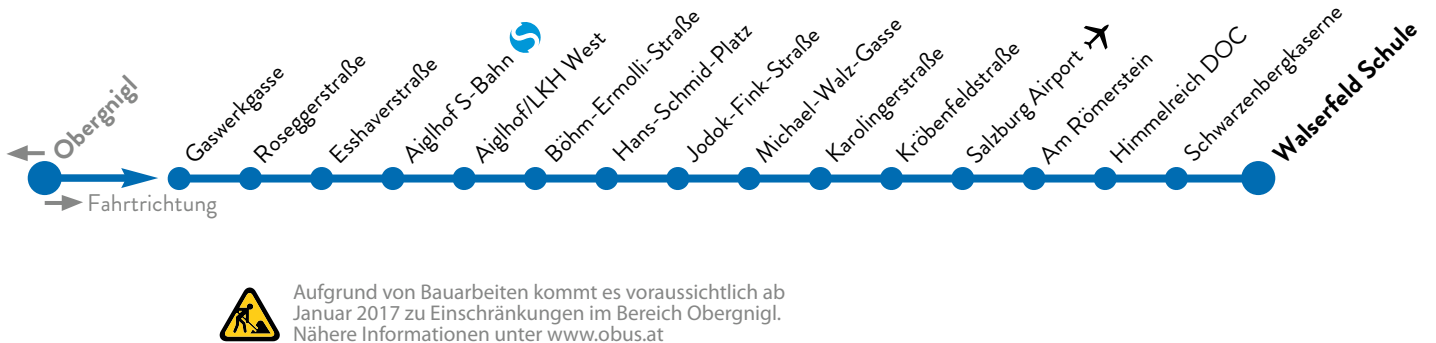 Obergnigl
Fahrtrichtung
Gaswerkgasse
Roseggerstraße
Esshaverstraße
Aiglhof S-Bahn
Aiglhof/LKH West
Böhm-Ermolli-Straße
Hans-Schmid-Platz
Jodok-Fink-Straße
Michael-Walz-Gasse
Karolingerstraße
Kröbenfeldstraße
Salzburg Airport
Am Römerstein
Himmelreich DOC
Schwarzenbergkaserne
Walserfeld Schule
Aufgrund von Bauarbeiten kommt es voraussichtlich ab
Januar 2017 zu Einschränkungen im Bereich Obergnigl.
Nähere Informationen unter www.obus.at